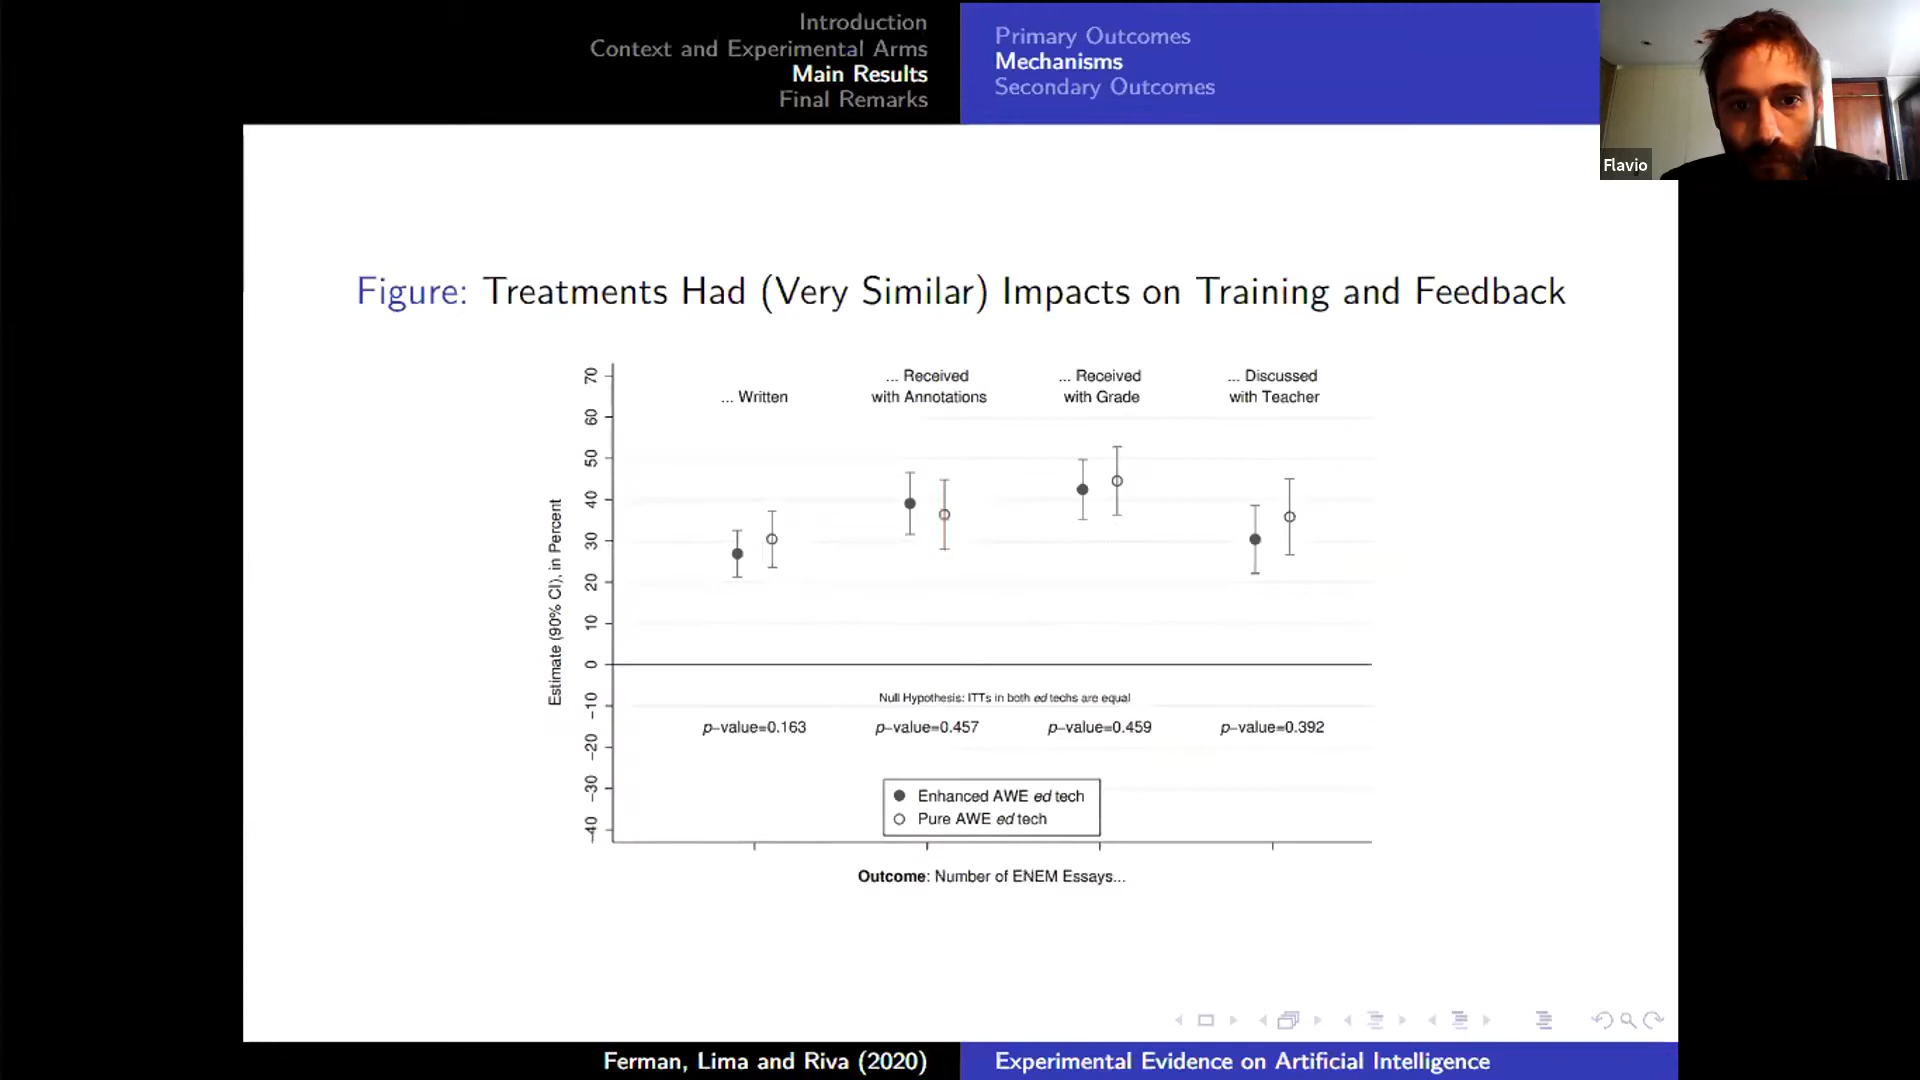 Introduction
Context and Experimental Arms
Main Results
Final Remarks
Primary Outcomes
Mechanisms
Secondary Outcomes
Flavio
Figure: Treatments Had (Very Similar) Impacts on Training and Feedback
... Written
... Received
with Annotations
... Received
with Grade
... Discussed
with Teacher
Estimate (90% CI), in Percent
70
60
50
40
30
20
10
0
−10
−20
−30
−40
Null Hypothesis: ITTs in both ed techs are equal
p−value=0.163
p−value=0.457
p−value=0.459
p−value=0.392
Enhanced AWE ed tech
Pure AWE ed tech
Outcome: Number of ENEM Essays...
Ferman, Lima and Riva (2020)
Experimental Evidence on Artificial Intelligence